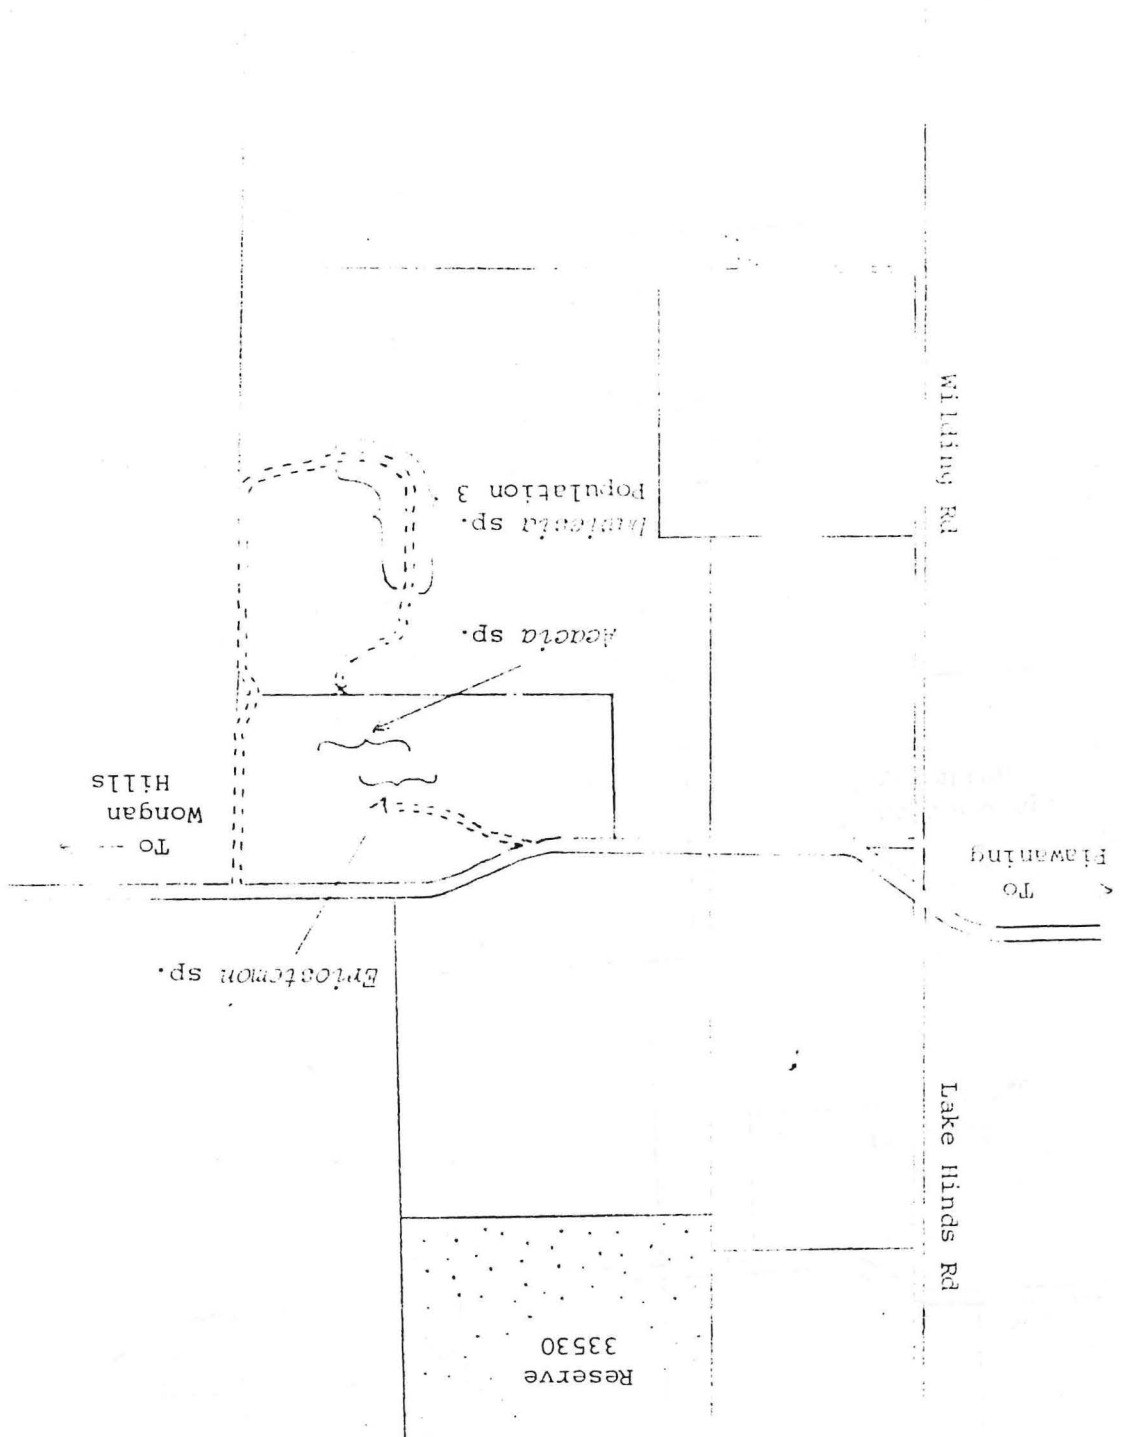 Reserve
33530
Lake Hinds Rd
Eriostemon sp.
To
Piawaning
To
Wongan
Hills
Acacia sp.
sp.
Population 3
Wilding Rd